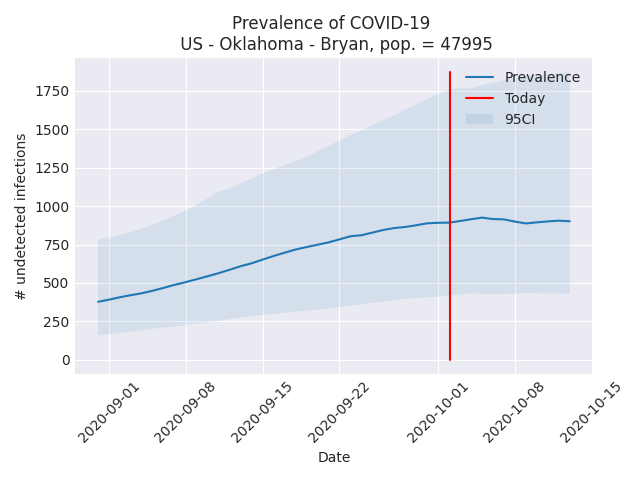 Prevalence of COVID-19
US - Oklahoma - Bryan, pop. = 47995
Prevalence
Today
95CI
# undetected infections
1750
1500
1250
1000
750
500
250
0
2020-09-01
2020-09-08
2020-09-15
2020-09-22
2020-10-01
2020-10-08
2020-10-15
Date